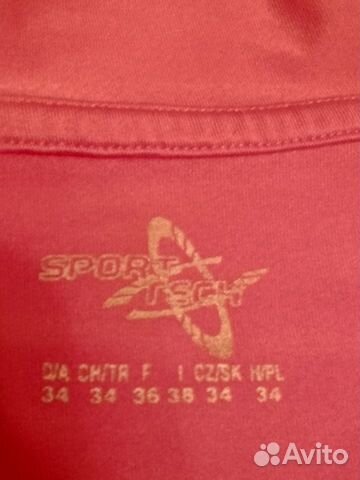 SPORT
TECH
D/A CH/TR F I CZ/SK H/PL
34 34 36 38 34 34
Avito